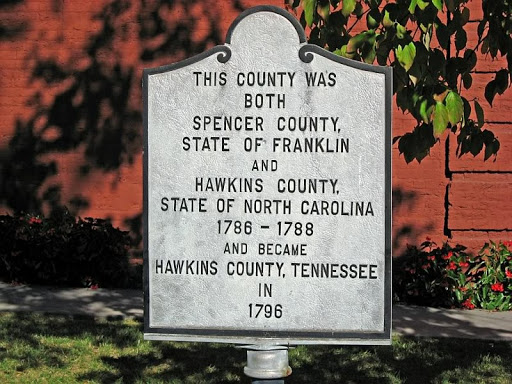 THIS COUNTY WAS
BOTH
SPENCER COUNTY,
STATE OF FRANKLIN
AND
HAWKINS COUNTY,
STATE OF NORTH CAROLINA
1786 - 1788
AND BECAME
HAWKINS COUNTY, TENNESSEE
IN
1796